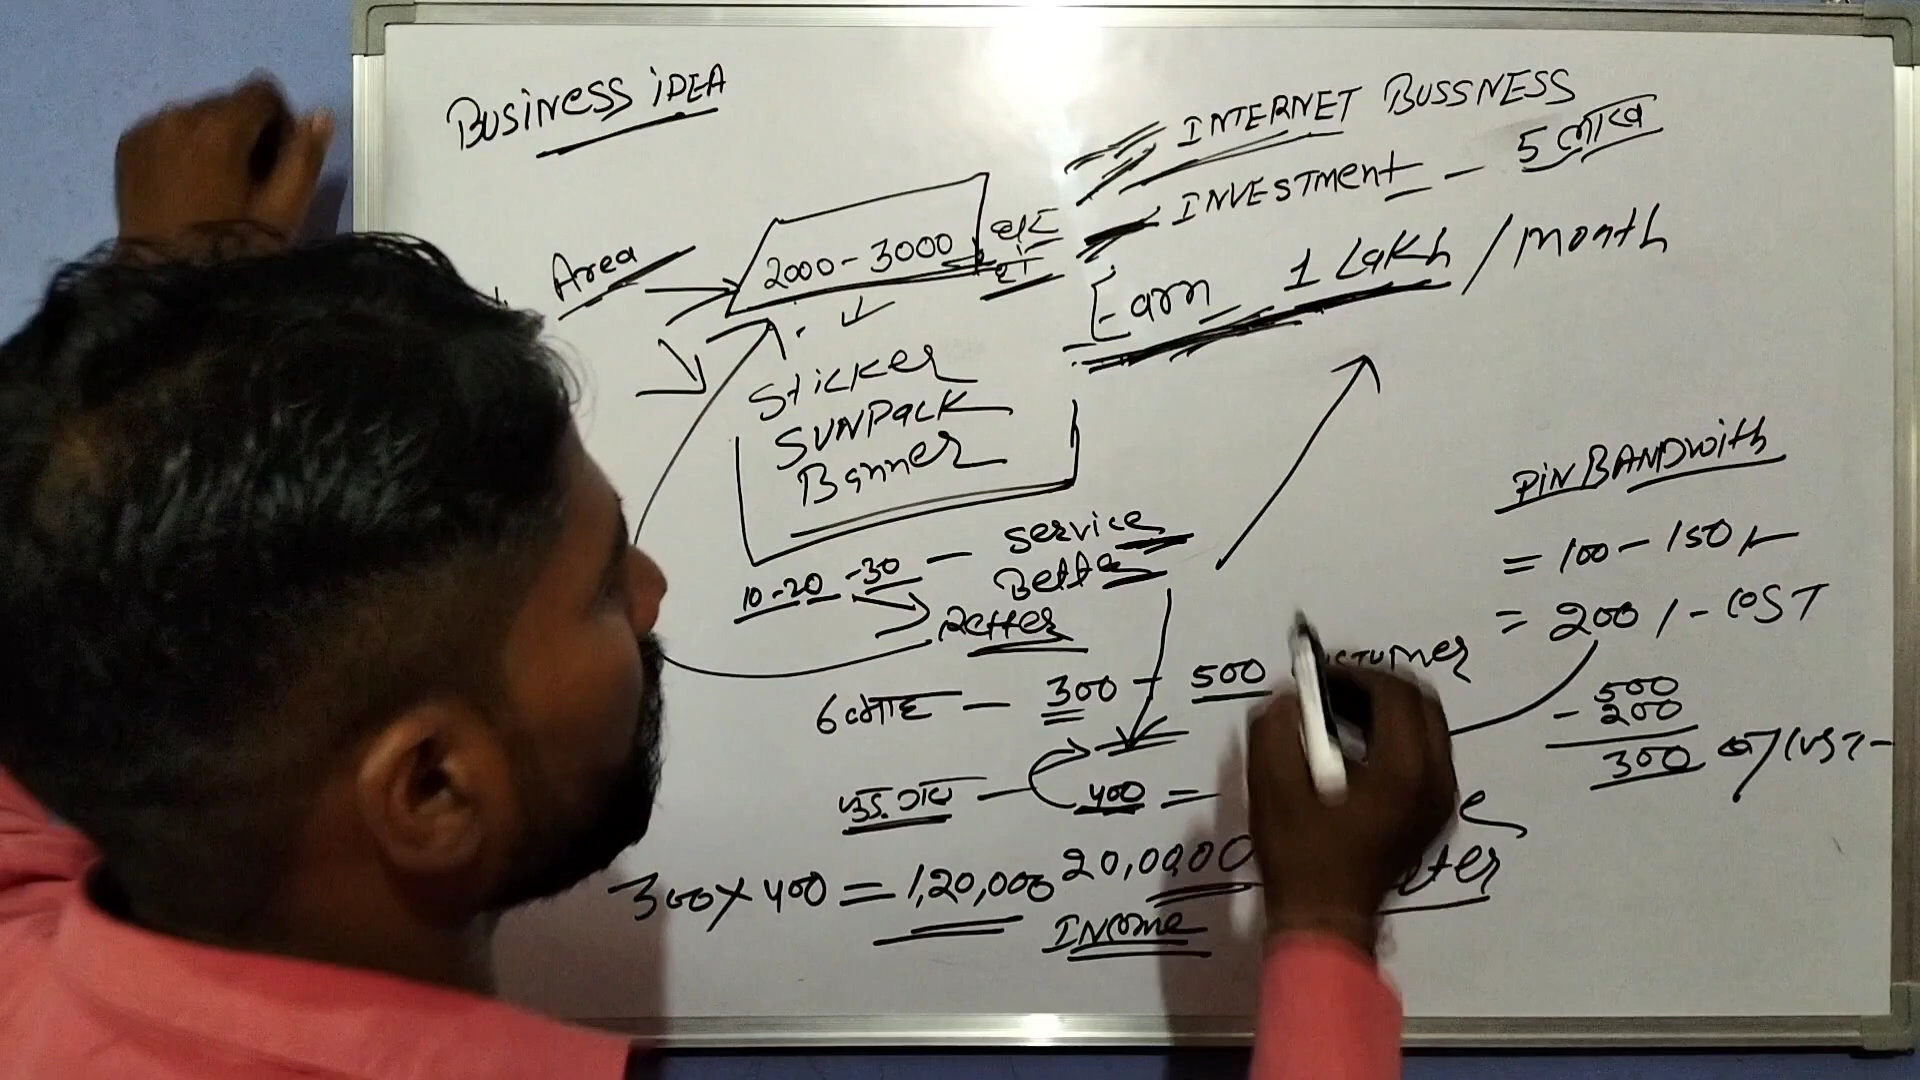 BUSINESS IDEA
INTERNET BUSSNESS
INVESTMENT - 5 लाख
Earn 1 Lakh / month
Area
2000-3000
Sticker
SUNPACK
Banner
10-20-30 - Service
Better
6 माह - 300 - 500
400 =
300 X 400 = 1,20,000
20,0000
INCOME
PIN BANDWITH
= 100-150/-
= 200/- COST
500
- 200
300